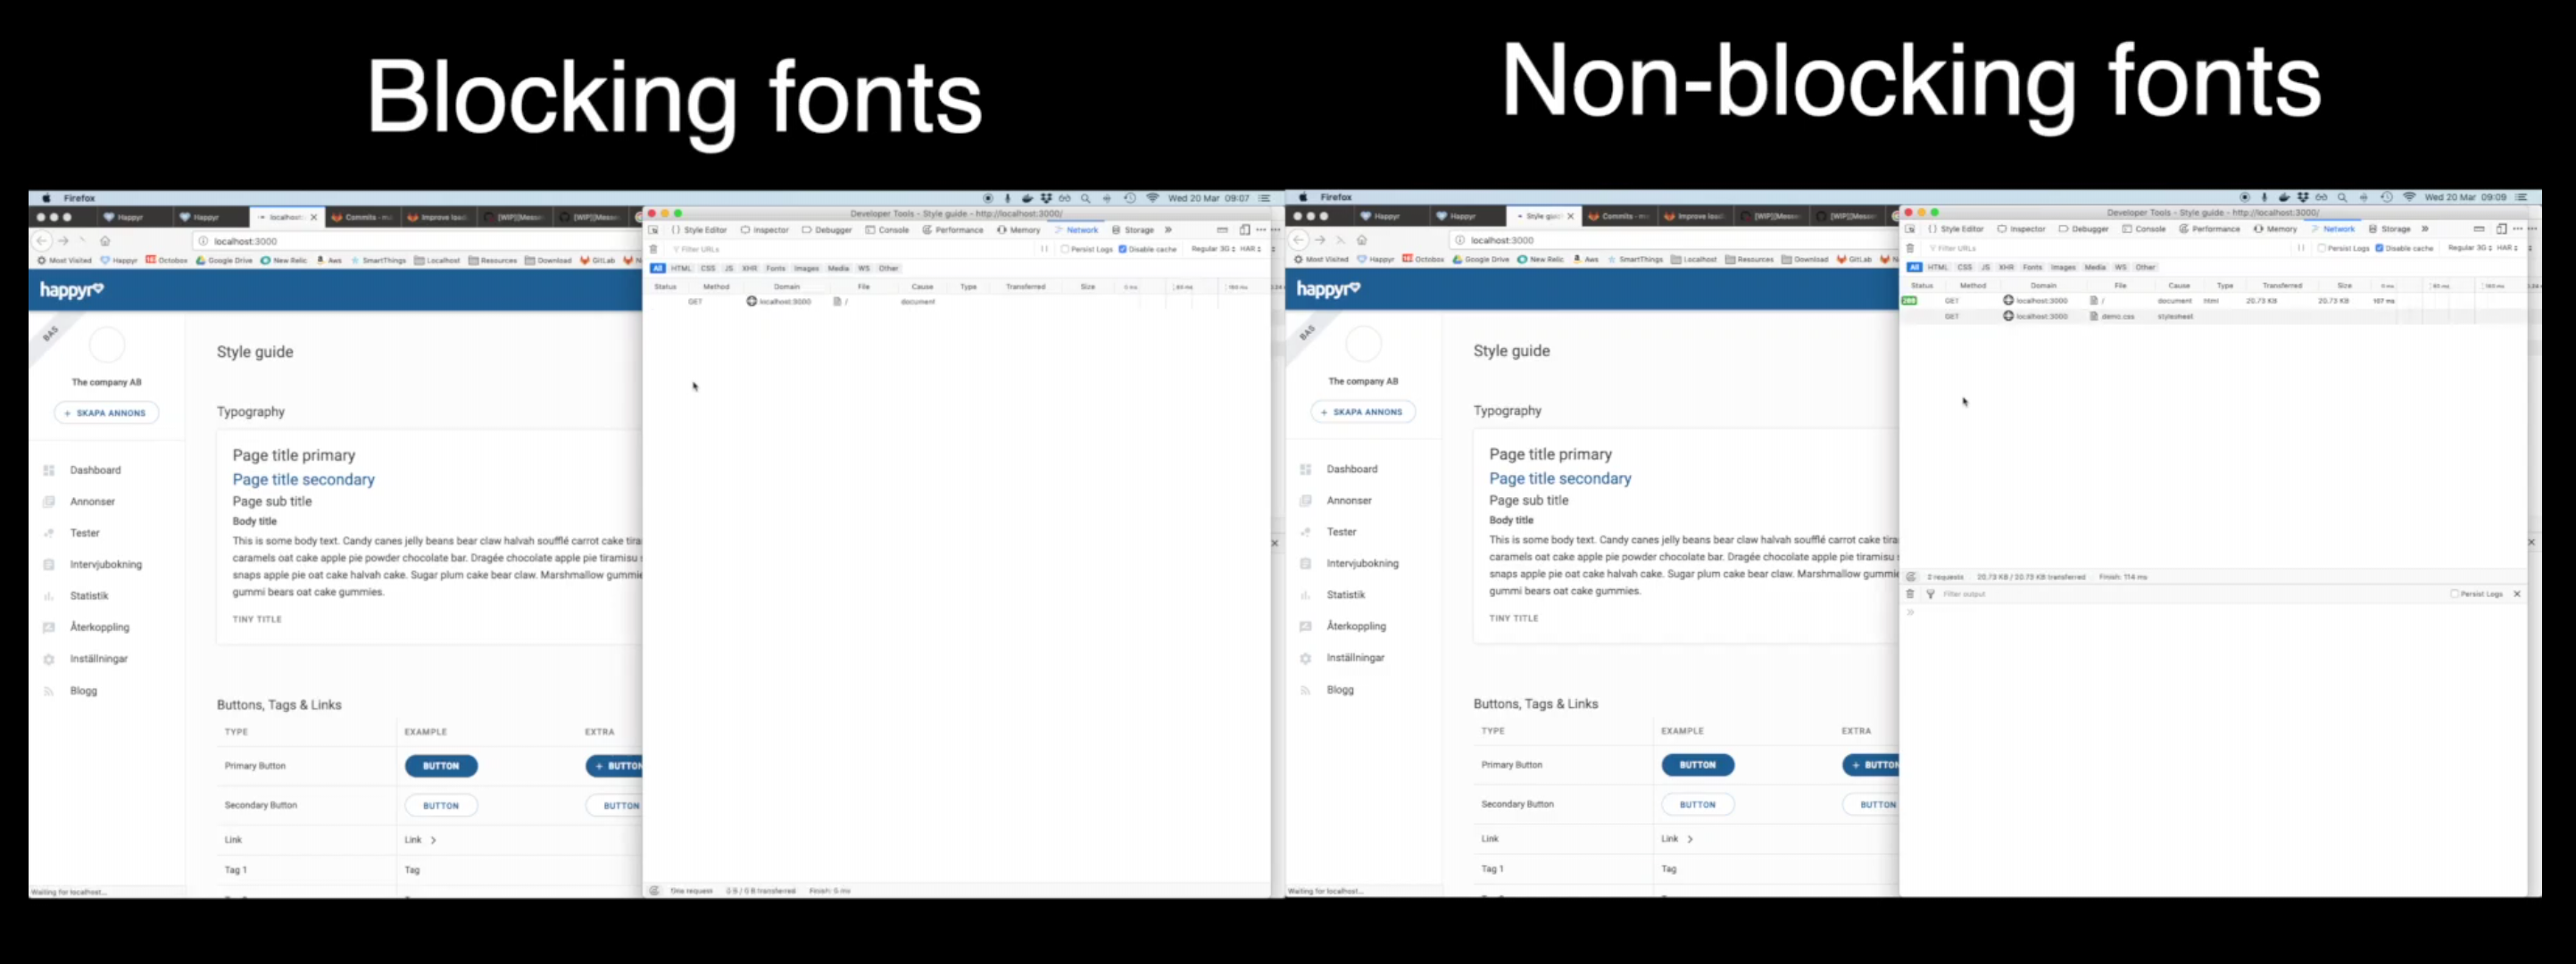 Blocking fonts
Non-blocking fonts
Firefox
Wed 20 Mar 09:07
Happyr
Happyr
localhost:
Commits - m
Improve load
[WIP][Messe
[WIP][Messe
Developer Tools - Style guide - http://localhost:3000/
localhost:3000
Style Editor
Inspector
Debugger
Console
Performance
Network
Memory
Storage
Filter URLs
Persist Logs
Disable cache
Regular 3G
HAR
Most Visited
Happyr
Octobox
Google Drive
New Relic
Aws
SmartThings
Localhost
Resources
Download
GitLab
All HTML CSS JS XHR Fonts Images Media WS Other
Status Method Domain File Cause Type Transferred Size 0 ms
GET localhost:3000 / document
happyr
BAS
The company AB
+ SKAPA ANNONS
Dashboard
Annonser
Tester
Intervjubokning
Statistik
Återkoppling
Inställningar
Blogg
Style guide
Typography
Page title primary
Page title secondary
Page sub title
Body title
This is some body text. Candy canes jelly beans bear claw halvah soufflé carrot cake tira
caramels oat cake apple pie powder chocolate bar. Dragée chocolate apple pie tiramisu
snaps apple pie oat cake halvah cake. Sugar plum cake bear claw. Marshmallow gummie
gummi bears oat cake gummies.
TINY TITLE
Buttons, Tags & Links
TYPE EXAMPLE EXTRA
Primary Button BUTTON + BUTTON
Secondary Button BUTTON BUTTON
Link Link
Tag 1 Tag
Waiting for localhost...
One request 0 B / 0 B transferred Finish: 5 ms
Firefox
Wed 20 Mar 09:09
Happyr
Happyr
Style guid
Commits - m
Improve load
[WIP][Messe
[WIP][Messe
Developer Tools - Style guide - http://localhost:3000/
localhost:3000
Style Editor
Inspector
Debugger
Console
Performance
Network
Memory
Storage
Filter URLs
Persist Logs
Disable cache
Regular 3G
HAR
Most Visited
Happyr
Octobox
Google Drive
New Relic
Aws
SmartThings
Localhost
Resources
Download
GitLab
All HTML CSS JS XHR Fonts Images Media WS Other
Status Method Domain File Cause Type Transferred Size 0 ms
200 GET localhost:3000 / document html 20.73 KB 20.73 KB 107 ms
GET localhost:3000 demo.css stylesheet
happyr
BAS
The company AB
+ SKAPA ANNONS
Dashboard
Annonser
Tester
Intervjubokning
Statistik
Återkoppling
Inställningar
Blogg
Style guide
Typography
Page title primary
Page title secondary
Page sub title
Body title
This is some body text. Candy canes jelly beans bear claw halvah soufflé carrot cake tira
caramels oat cake apple pie powder chocolate bar. Dragée chocolate apple pie tiramisu
snaps apple pie oat cake halvah cake. Sugar plum cake bear claw. Marshmallow gummie
gummi bears oat cake gummies.
TINY TITLE
Buttons, Tags & Links
TYPE EXAMPLE EXTRA
Primary Button BUTTON + BUTTON
Secondary Button BUTTON BUTTON
Link Link
Tag 1 Tag
Waiting for localhost...
2 requests 20.73 KB / 20.73 KB transferred Finish: 114 ms
Filter output
Persist Logs